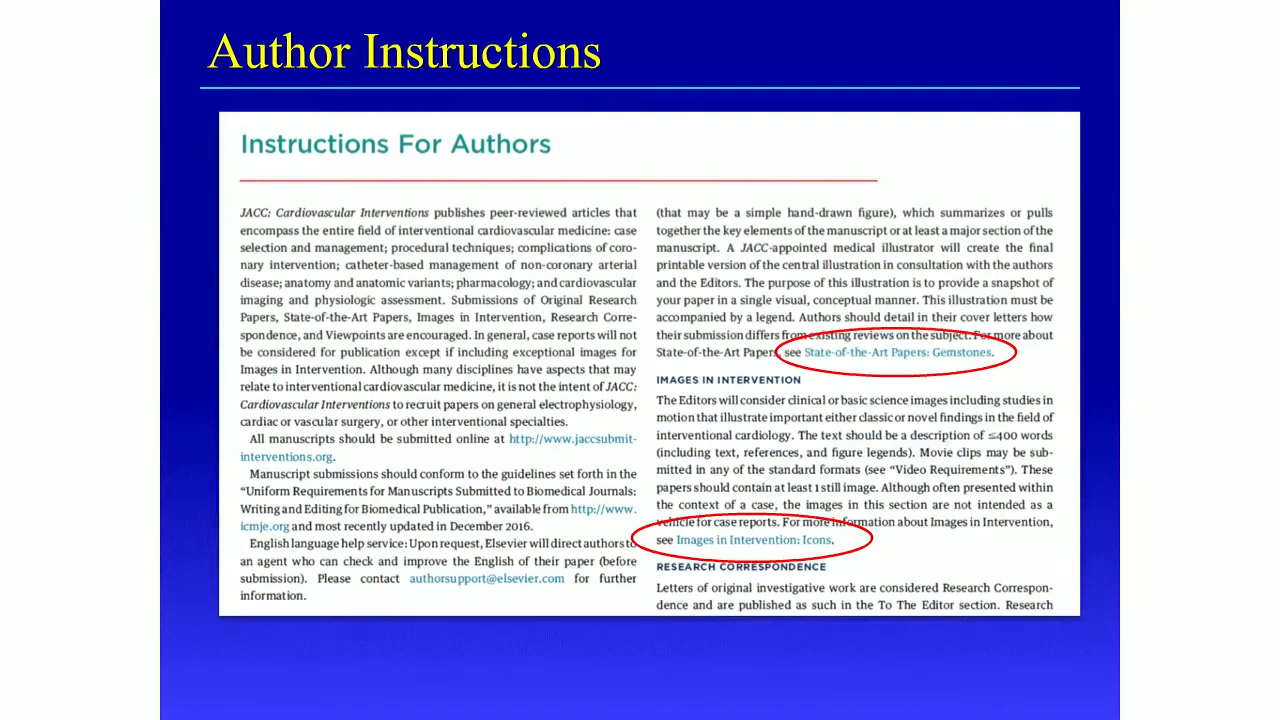 Author Instructions
Instructions For Authors
JACC: Cardiovascular Interventions publishes peer-reviewed articles that
encompass the entire field of interventional cardiovascular medicine: case
selection and management; procedural techniques; complications of coro-
nary intervention; catheter-based management of non-coronary arterial
disease; anatomy and anatomic variants; pharmacology; and cardiovascular
imaging and physiologic assessment. Submissions of Original Research
Papers, State-of-the-Art Papers, Images in Intervention, Research Corre-
spondence, and Viewpoints are encouraged. In general, case reports will not
be considered for publication except if including exceptional images for
Images in Intervention. Although many disciplines have aspects that may
relate to interventional cardiovascular medicine, it is not the intent of JACC:
Cardiovascular Interventions to recruit papers on general electrophysiology,
cardiac or vascular surgery, or other interventional specialties.
All manuscripts should be submitted online at http://www.jaccsubmit-
interventions.org.
Manuscript submissions should conform to the guidelines set forth in the
“Uniform Requirements for Manuscripts Submitted to Biomedical Journals:
Writing and Editing for Biomedical Publication,” available from http://www.
icmje.org and most recently updated in December 2016.
English language help service: Upon request, Elsevier will direct authors to
an agent who can check and improve the English of their paper (before
submission). Please contact authorsupport@elsevier.com for further
information.
(that may be a simple hand-drawn figure), which summarizes or pulls
together the key elements of the manuscript or at least a major section of the
manuscript. A JACC-appointed medical illustrator will create the final
printable version of the central illustration in consultation with the authors
and the Editors. The purpose of this illustration is to provide a snapshot of
your paper in a single visual, conceptual manner. This illustration must be
accompanied by a legend. Authors should detail in their cover letters how
their submission differs from existing reviews on the subject. For more about
State-of-the-Art Papers, see State-of-the-Art Papers: Gemstones.
IMAGES IN INTERVENTION
The Editors will consider clinical or basic science images including studies in
motion that illustrate important either classic or novel findings in the field of
interventional cardiology. The text should be a description of ≤400 words
(including text, references, and figure legends). Movie clips may be sub-
mitted in any of the standard formats (see “Video Requirements”). These
papers should contain at least 1 still image. Although often presented within
the context of a case, the images in this section are not intended as a
vehicle for case reports. For more information about Images in Intervention,
see Images in Intervention: Icons.
RESEARCH CORRESPONDENCE
Letters of original investigative work are considered Research Correspon-
dence and are published as such in the To The Editor section. Research